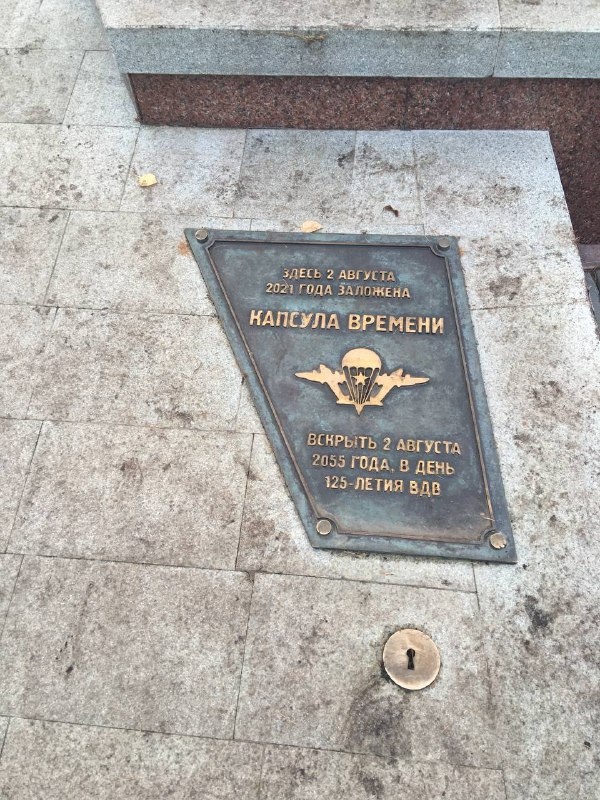 ЗДЕСЬ 2 АВГУСТА
2021 ГОДА ЗАЛОЖЕНА
КАПСУЛА ВРЕМЕНИ
ВСКРЫТЬ 2 АВГУСТА
2055 ГОДА, В ДЕНЬ
125-ЛЕТИЯ ВДВ